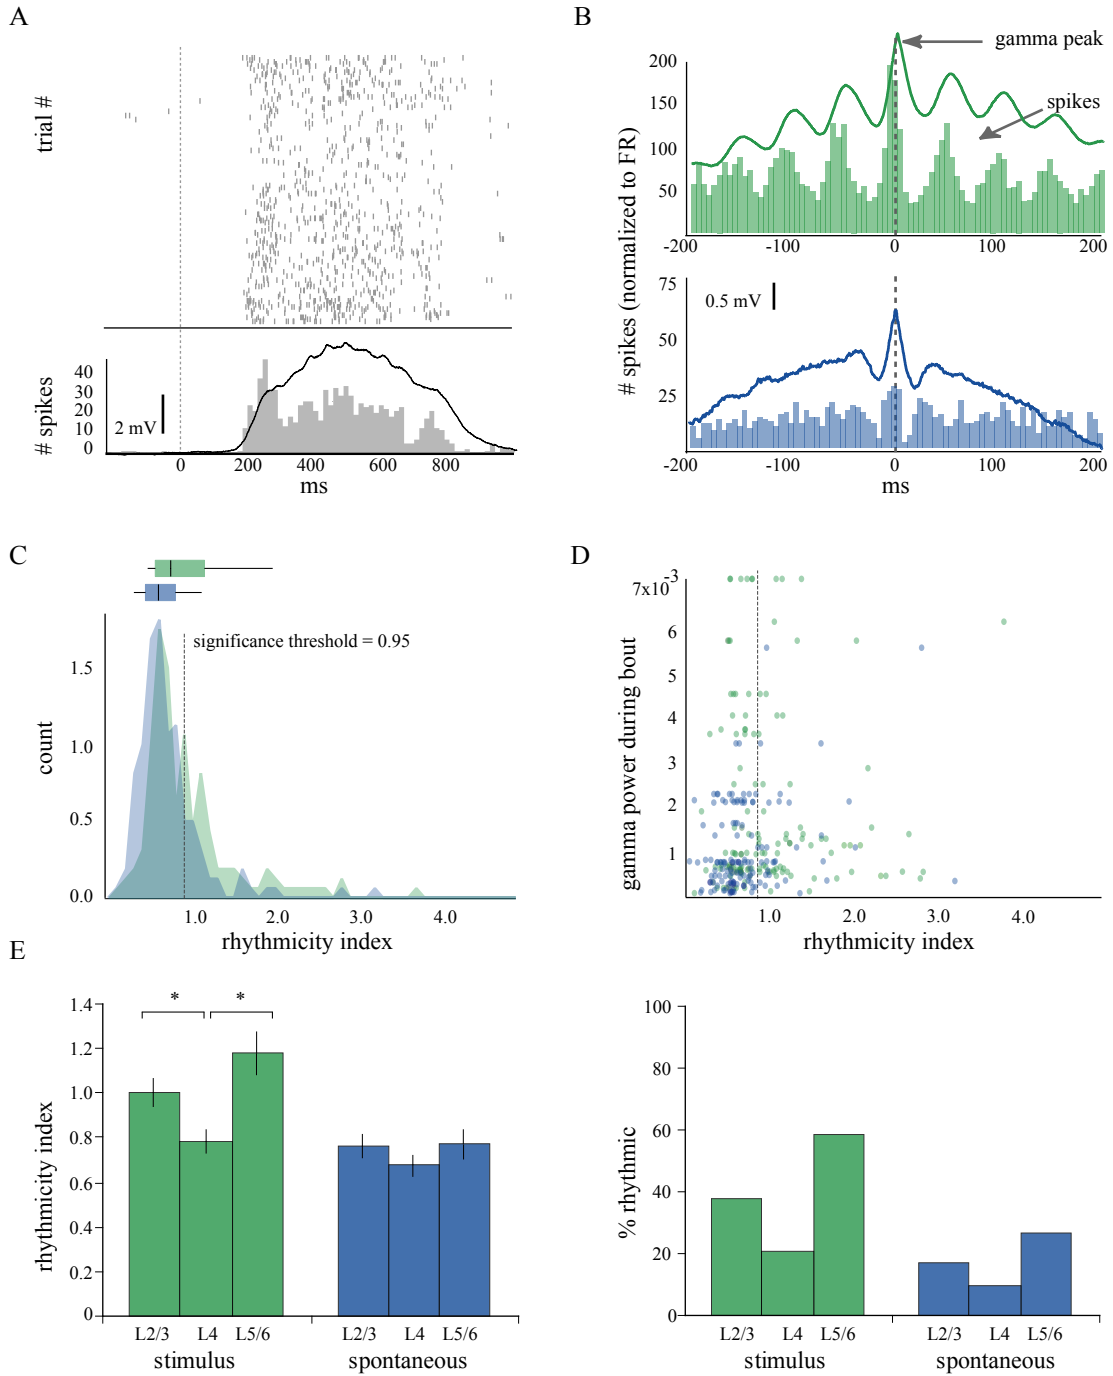 A
trial #
40
30
20
10
0
# spikes
2 mV
0
200
400
600
800
ms
B
gamma peak
spikes
200
150
100
50
-200
-100
0
100
200
# spikes (normalized to FR)
75
50
25
0.5 mV
-200
-100
0
100
200
ms
C
significance threshold = 0.95
1.5
1.0
0.5
0.0
count
1.0
2.0
3.0
4.0
rhythmicity index
D
7x10-3
6
5
4
3
2
1
gamma power during bout
1.0
2.0
3.0
4.0
rhythmicity index
E
1.4
1.2
1.0
0.8
0.6
0.4
0.2
0
rhythmicity index
* *
L2/3 L4 L5/6 L2/3 L4 L5/6
stimulus spontaneous
100
80
60
40
20
0
% rhythmic
L2/3 L4 L5/6 L2/3 L4 L5/6
stimulus spontaneous